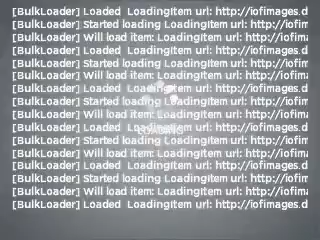 [BulkLoader] Loaded LoadingItem url: http://iofimages.d
[BulkLoader] Started loading LoadingItem url: http://iofim
[BulkLoader] Will load item: LoadingItem url: http://iofima
[BulkLoader] Loaded LoadingItem url: http://iofimages.d
[BulkLoader] Started loading LoadingItem url: http://iofim
[BulkLoader] Will load item: LoadingItem url: http://iofima
[BulkLoader] Loaded LoadingItem url: http://iofimages.d
[BulkLoader] Started loading LoadingItem url: http://iofim
[BulkLoader] Will load item: LoadingItem url: http://iofima
[BulkLoader] Loaded LoadingItem url: http://iofimages.d
LOADING
[BulkLoader] Started loading LoadingItem url: http://iofim
[BulkLoader] Will load item: LoadingItem url: http://iofima
[BulkLoader] Loaded LoadingItem url: http://iofimages.d
[BulkLoader] Started loading LoadingItem url: http://iofim
[BulkLoader] Will load item: LoadingItem url: http://iofima
[BulkLoader] Loaded LoadingItem url: http://iofimages.d